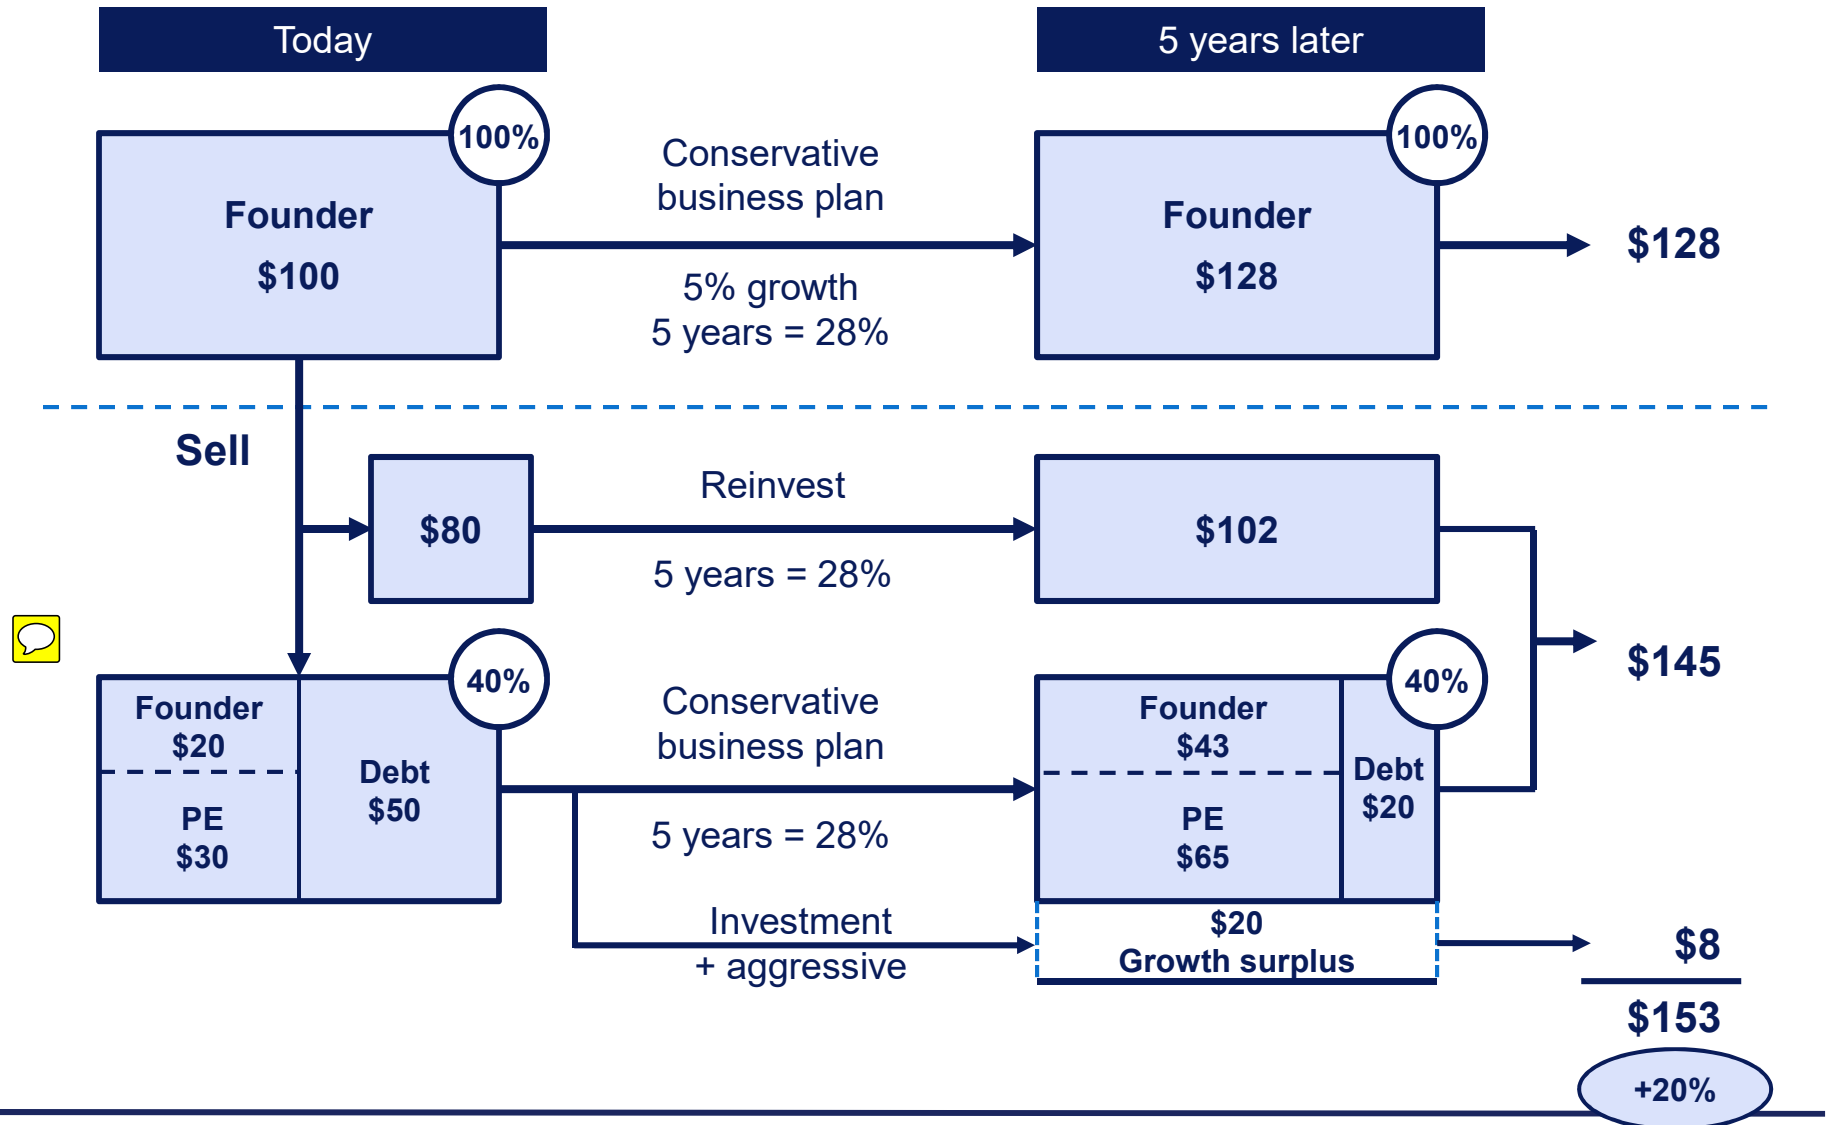 Today
5 years later
100%
100%
Founder
$100
Conservative
business plan
5% growth
5 years = 28%
Founder
$128
$128
Sell
$80
Reinvest
5 years = 28%
$102
$145
40%
40%
Founder
$20
PE
$30
Debt
$50
Conservative
business plan
5 years = 28%
Founder
$43
PE
$65
Debt
$20
Investment
+ aggressive
$20
Growth surplus
$8
$153
+20%